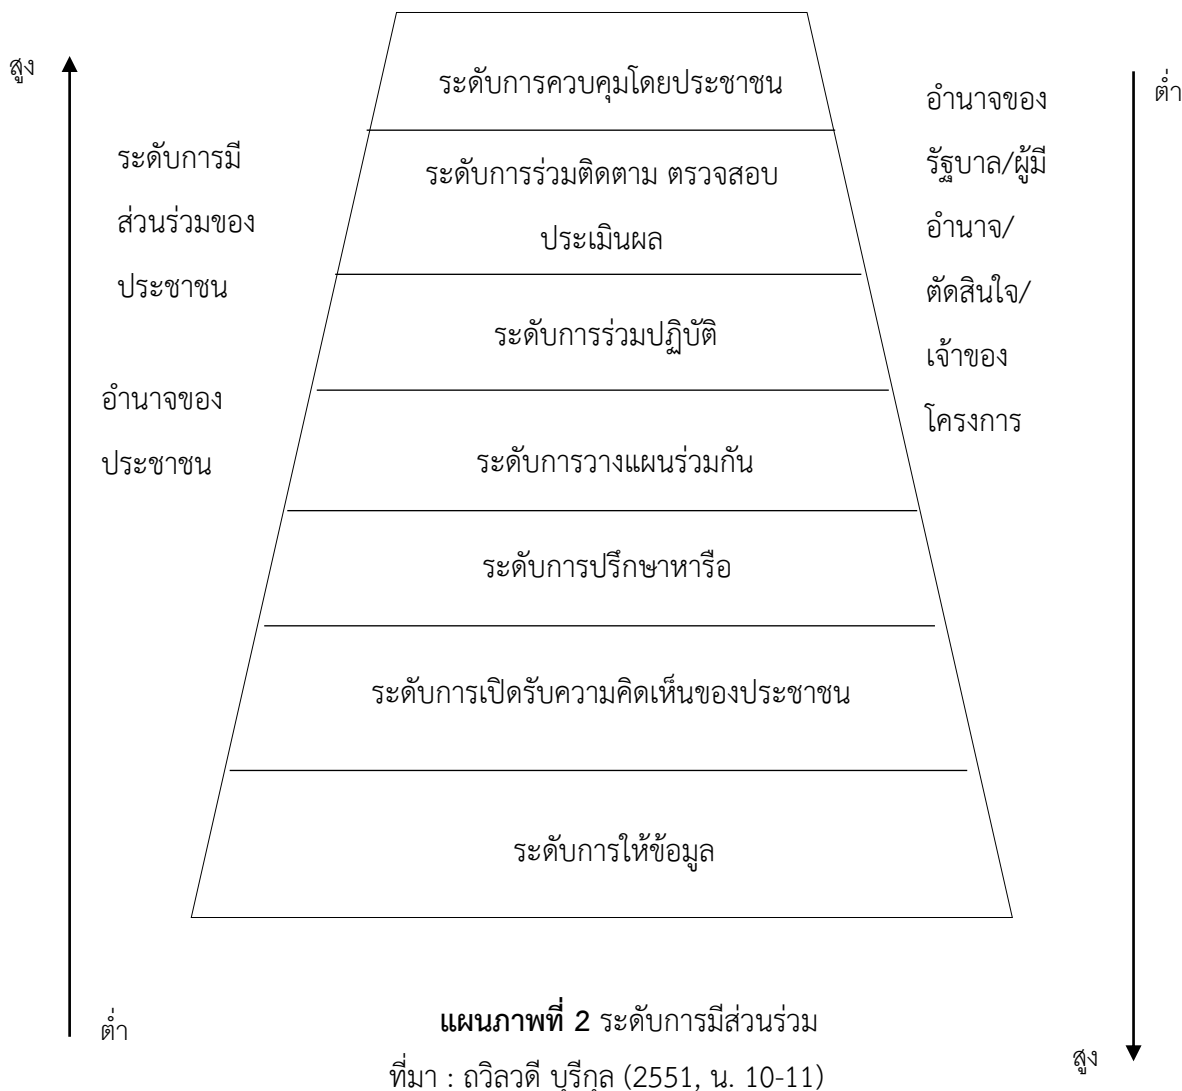 สูง
ระดับการมี
ส่วนร่วมของ
ประชาชน
อำนาจของ
ประชาชน
ต่ำ
ระดับการควบคุมโดยประชาชน
ระดับการร่วมติดตาม ตรวจสอบ
ประเมินผล
ระดับการร่วมปฏิบัติ
ระดับการวางแผนร่วมกัน
ระดับการปรึกษาหารือ
ระดับการเปิดรับความคิดเห็นของประชาชน
ระดับการให้ข้อมูล
ต่ำ
อำนาจของ
รัฐบาล/ผู้มี
อำนาจ/
ตัดสินใจ/
เจ้าของ
โครงการ
สูง
แผนภาพที่ 2 ระดับการมีส่วนร่วม
ที่มา : ถวิลวดี บุรีกุล (2551, น. 10-11)